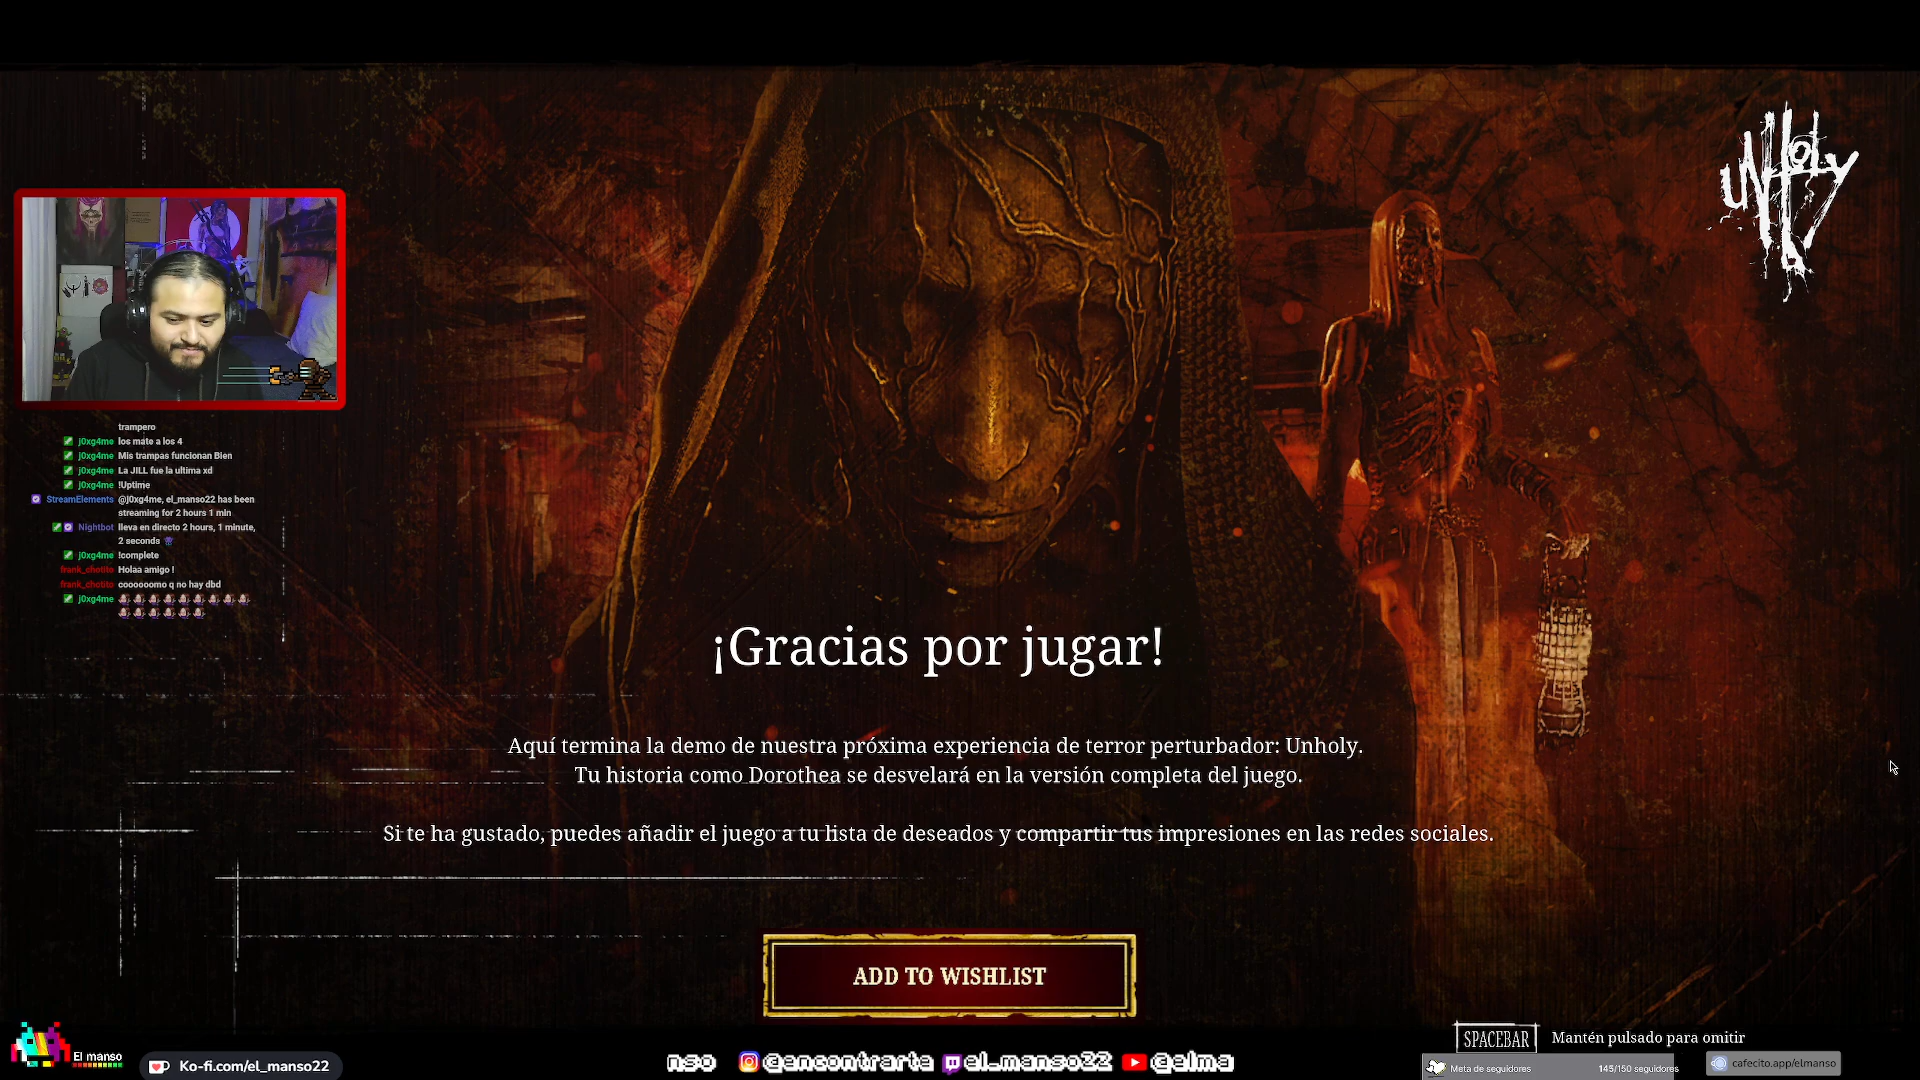 unholy
trampero
j0xg4me los mate a los 4
j0xg4me Mis trampas funcionan Bien
j0xg4me La JILL fue la ultima xd
j0xg4me !Uptime
StreamElements @j0xg4me, el_manso22 has been
streaming for 2 hours 1 min
Nightbot lleva en directo 2 hours, 1 minute,
2 seconds
j0xg4me !complete
frank_chotito Holaa amigo !
frank_chotito coooooomo q no hay dbd
j0xg4me
¡Gracias por jugar!
Aquí termina la demo de nuestra próxima experiencia de terror perturbador: Unholy.
Tu historia como Dorothea se desvelará en la versión completa del juego.
Si te ha gustado, puedes añadir el juego a tu lista de deseados y compartir tus impresiones en las redes sociales.
ADD TO WISHLIST
SPACEBAR Mantén pulsado para omitir
El manso
Ko-fi.com/el_manso22
nso @encontrarte el_manso22 @elma
Meta de seguidores 145/150 seguidores
cafecito.app/elmanso